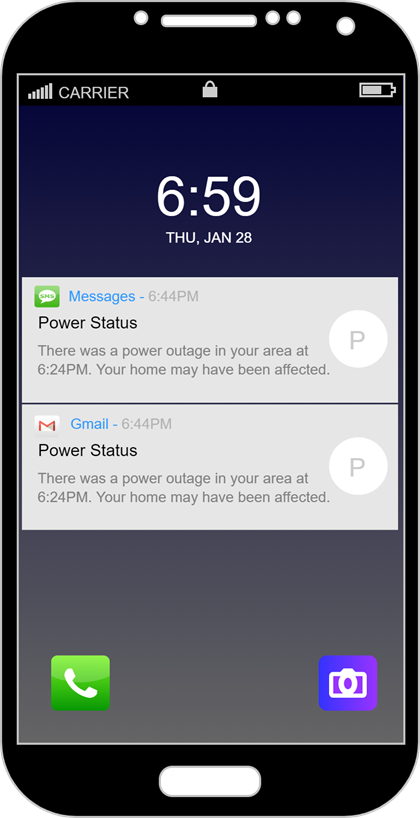 CARRIER
6:59
THU, JAN 28
SMS Messages - 6:44PM
Power Status
There was a power outage in your area at
6:24PM. Your home may have been affected.
P
Gmail - 6:44PM
Power Status
There was a power outage in your area at
6:24PM. Your home may have been affected.
P